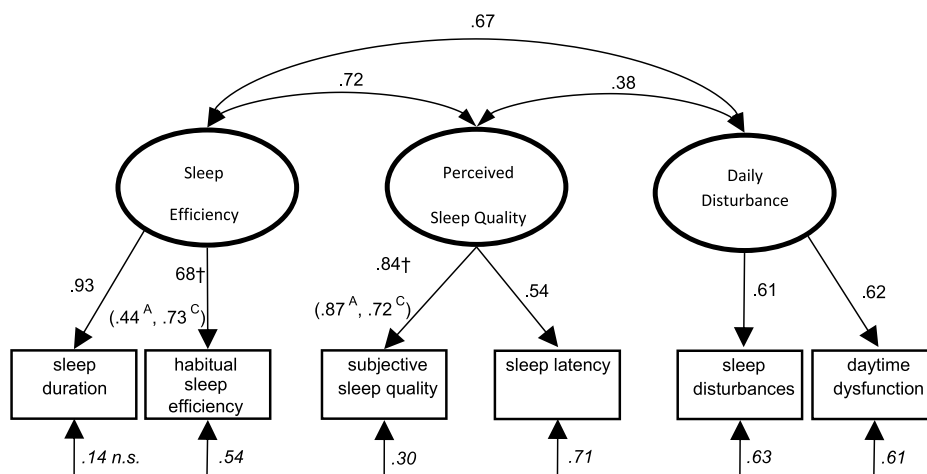 .67
.72
.38
Sleep
Efficiency
Perceived
Sleep Quality
Daily
Disturbance
.93
68†
(.44 A, .73 C)
.84†
(.87 A, .72 C)
.54
.61
.62
sleep
duration
habitual
sleep
efficiency
subjective
sleep quality
sleep latency
sleep
disturbances
daytime
dysfunction
.14 n.s.
.54
.30
.71
.63
.61